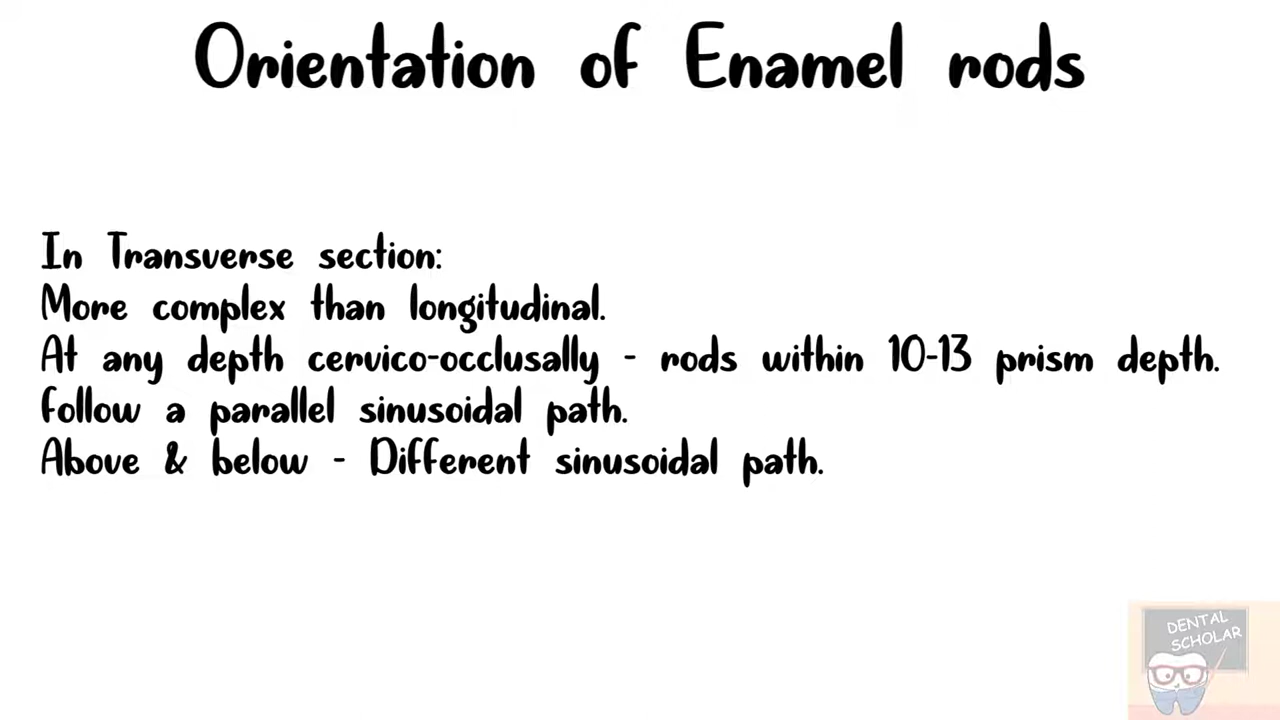 Orientation of Enamel rods
In Transverse section:
More complex than longitudinal.
At any depth cervico-occlusally - rods within 10-13 prism depth.
Follow a parallel sinusoidal path.
Above & below - Different sinusoidal path.
DENTAL
SCHOLAR